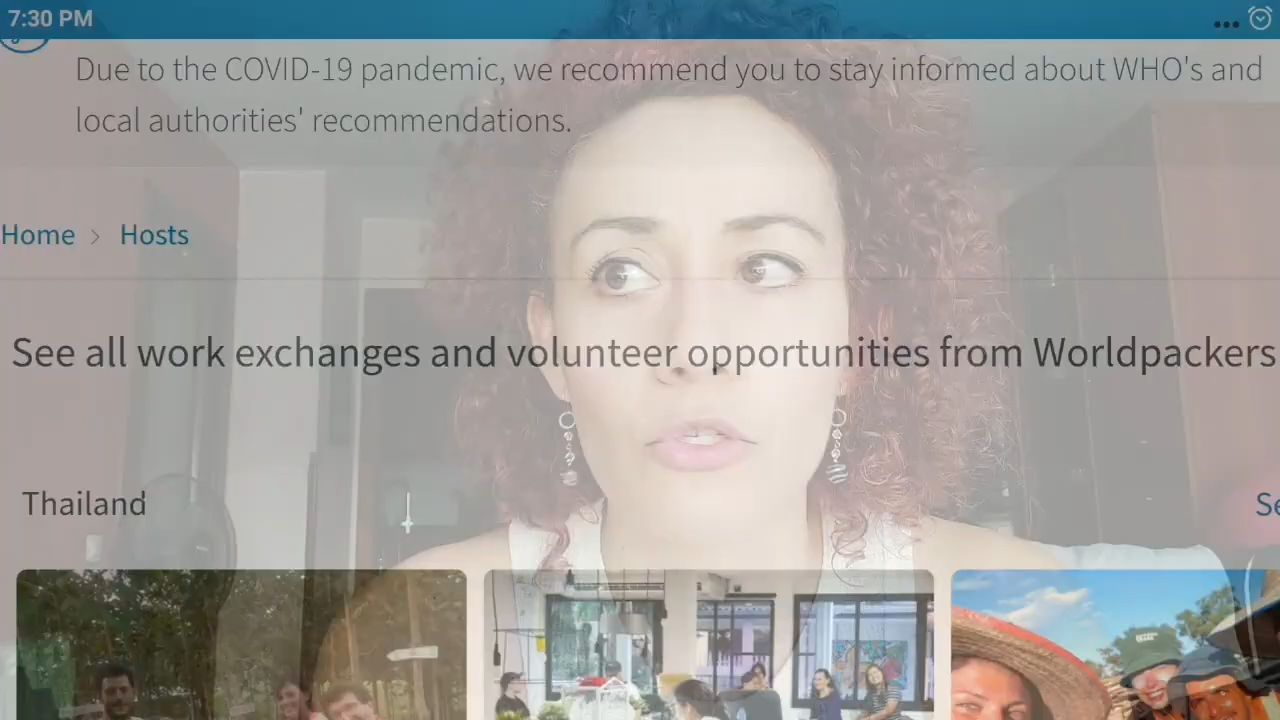 7:30 PM
Due to the COVID-19 pandemic, we recommend you to stay informed about WHO's and
local authorities' recommendations.
Home > Hosts
See all work exchanges and volunteer opportunities from Worldpackers
Thailand